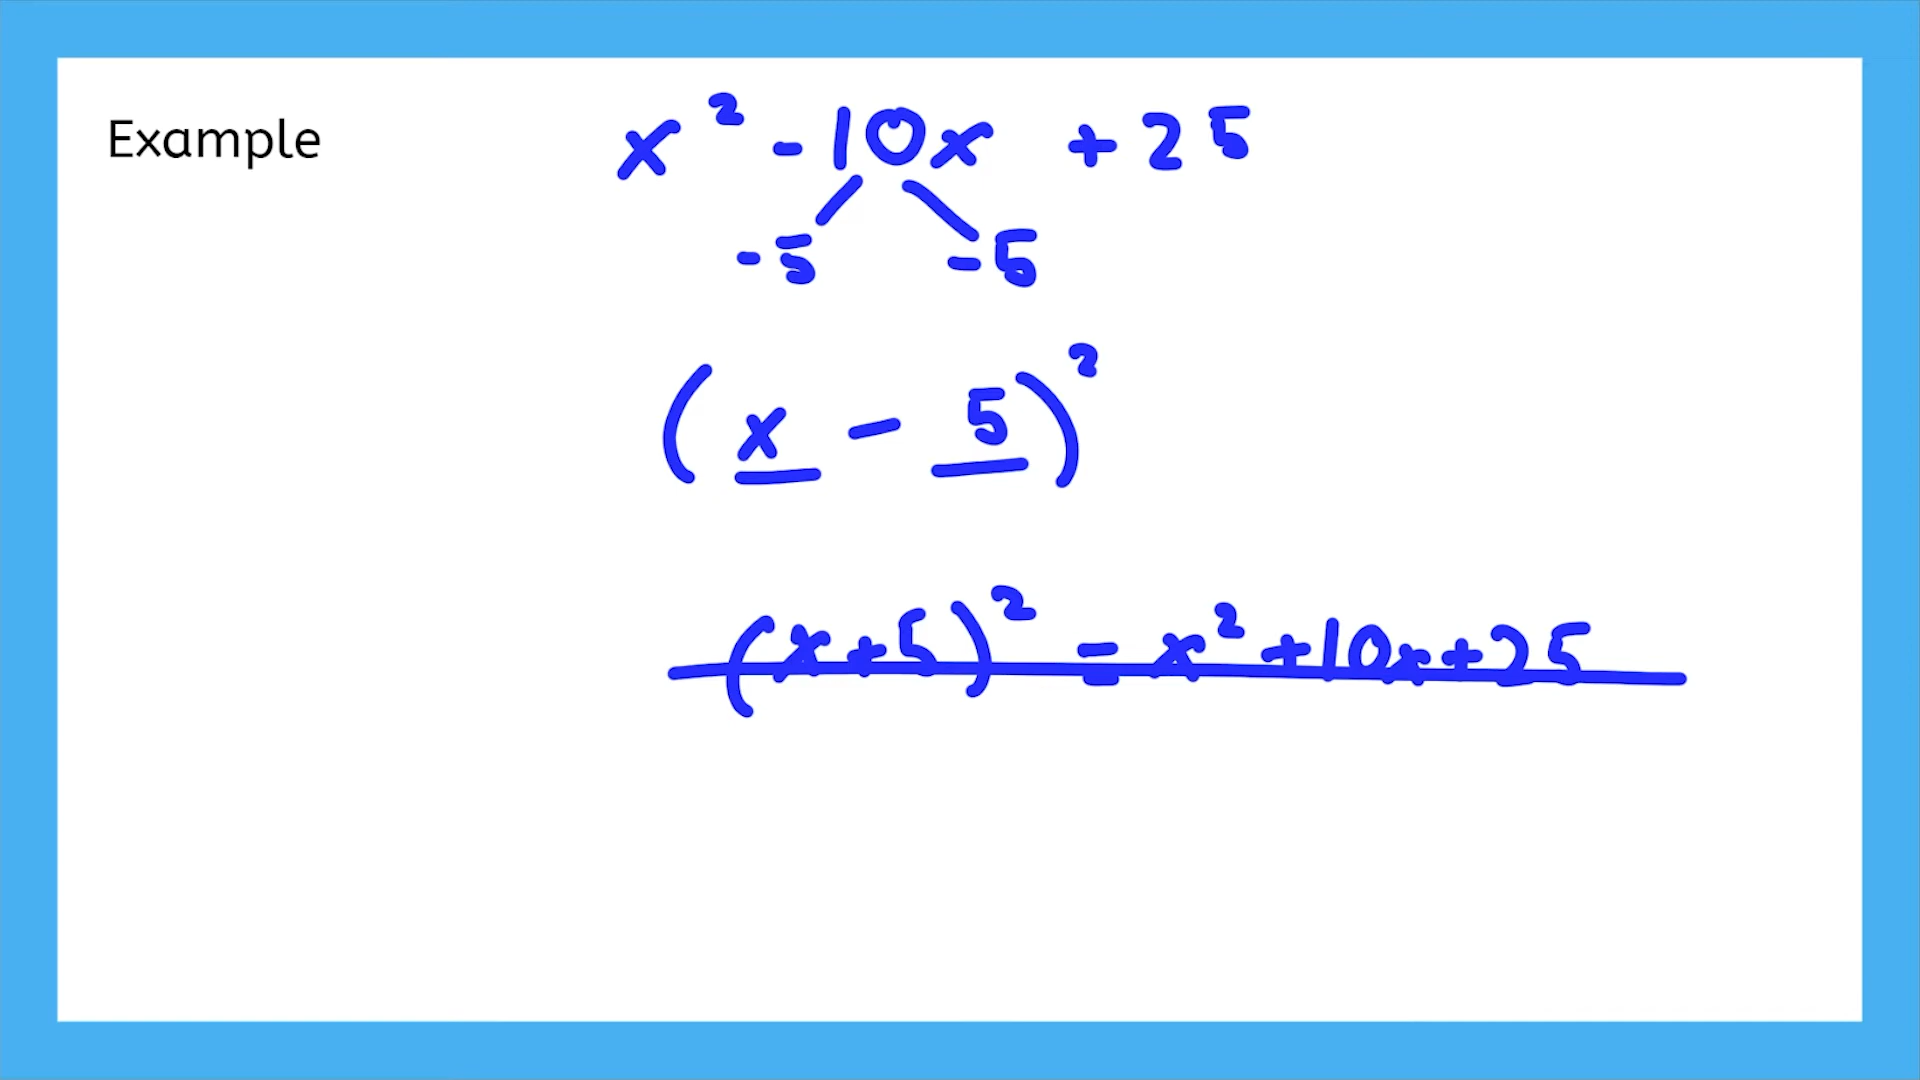 Example
x² -10x +25
-5 -5
(x - 5)²
(x+5)² = x²+10x+25